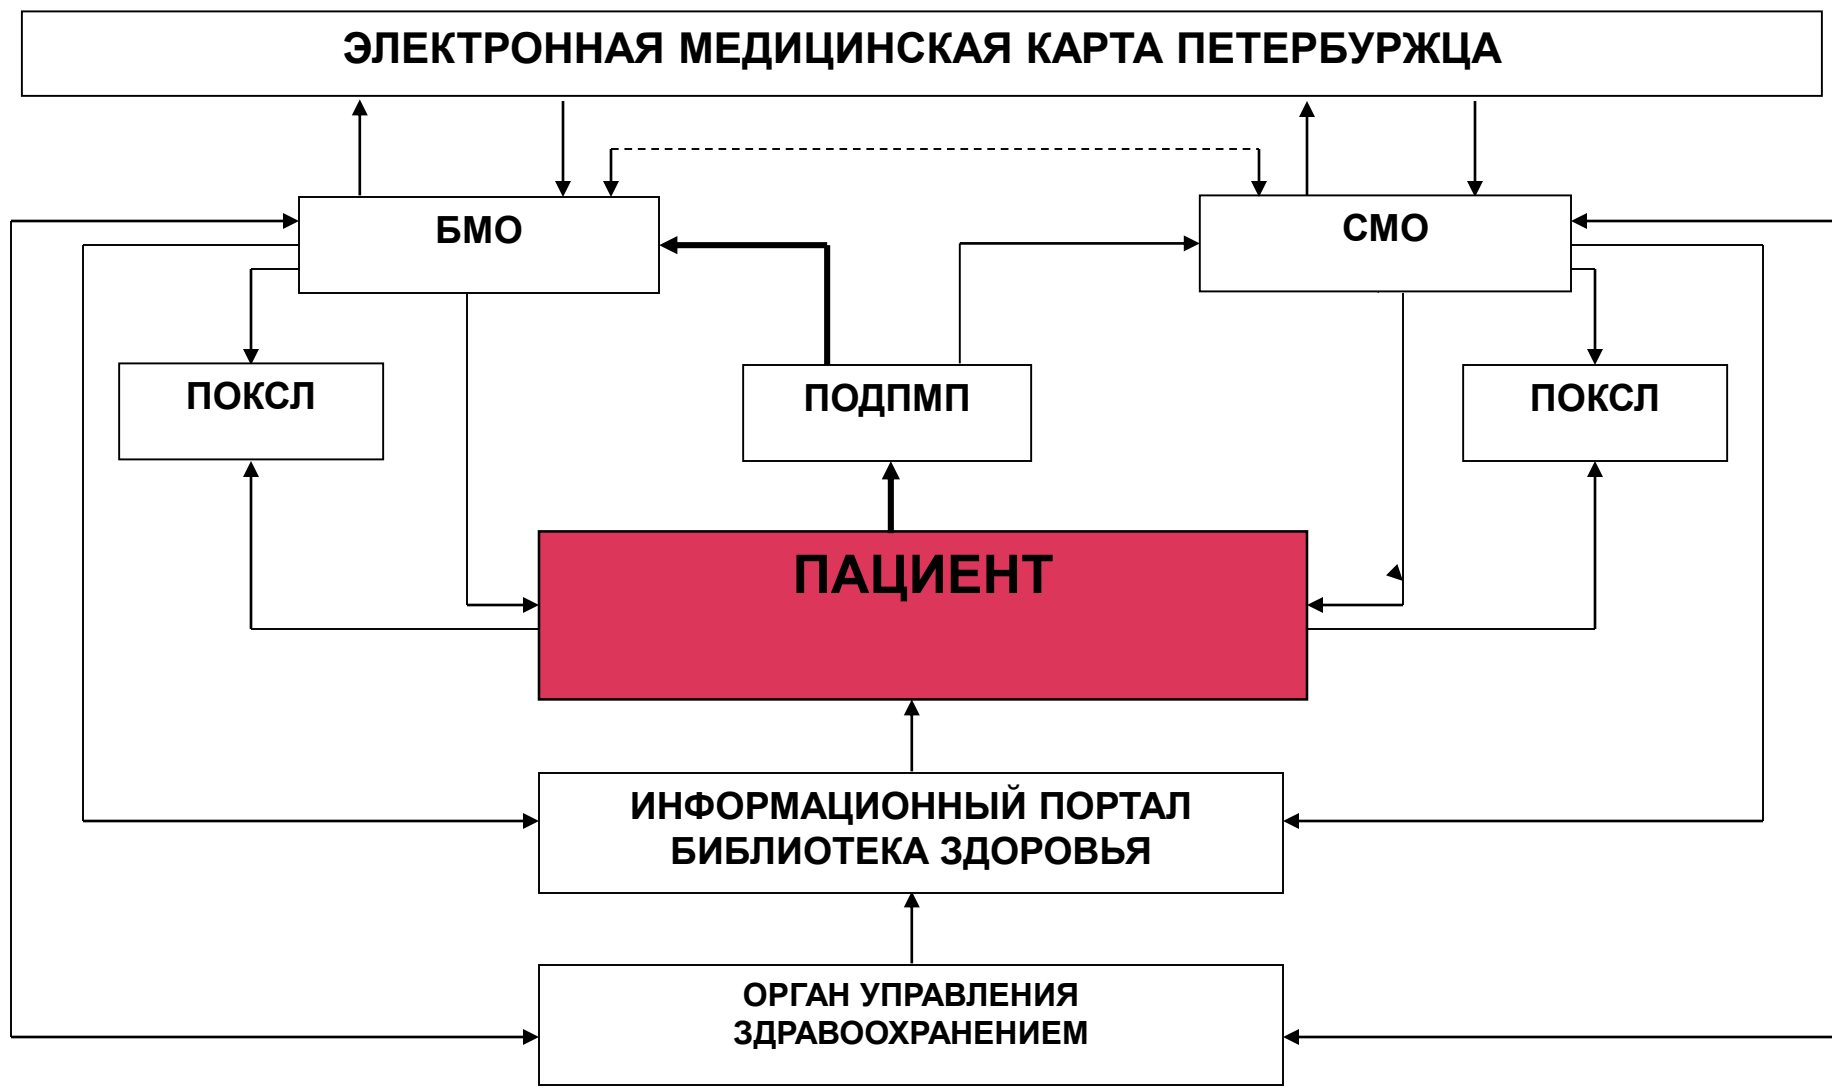 ЭЛЕКТРОННАЯ МЕДИЦИНСКАЯ КАРТА ПЕТЕРБУРЖЦА
БМО
СМО
ПОКСЛ
ПОДПМП
ПОКСЛ
ПАЦИЕНТ
ИНФОРМАЦИОННЫЙ ПОРТАЛ
БИБЛИОТЕКА ЗДОРОВЬЯ
ОРГАН УПРАВЛЕНИЯ
ЗДРАВООХРАНЕНИЕМ